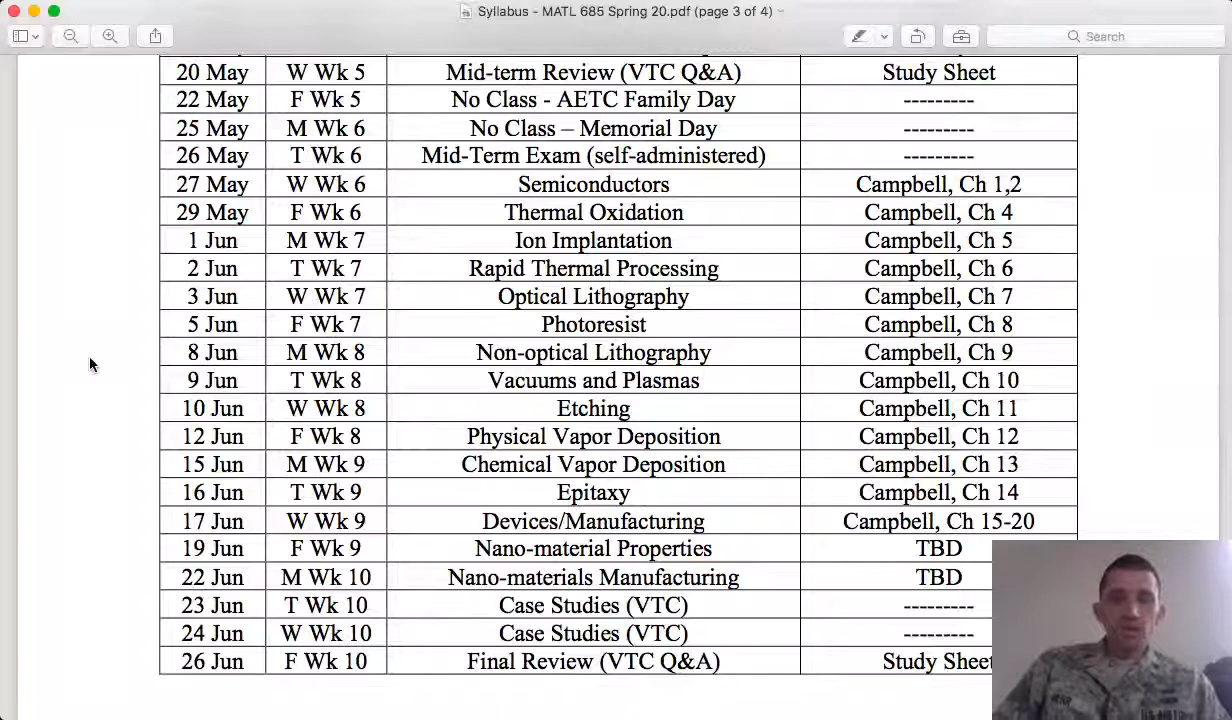 Syllabus - MATL 685 Spring 20.pdf (page 3 of 4)
Search
20 May W Wk 5 Mid-term Review (VTC Q&A) Study Sheet
22 May F Wk 5 No Class - AETC Family Day ---------
25 May M Wk 6 No Class – Memorial Day ---------
26 May T Wk 6 Mid-Term Exam (self-administered) ---------
27 May W Wk 6 Semiconductors Campbell, Ch 1,2
29 May F Wk 6 Thermal Oxidation Campbell, Ch 4
1 Jun M Wk 7 Ion Implantation Campbell, Ch 5
2 Jun T Wk 7 Rapid Thermal Processing Campbell, Ch 6
3 Jun W Wk 7 Optical Lithography Campbell, Ch 7
5 Jun F Wk 7 Photoresist Campbell, Ch 8
8 Jun M Wk 8 Non-optical Lithography Campbell, Ch 9
9 Jun T Wk 8 Vacuums and Plasmas Campbell, Ch 10
10 Jun W Wk 8 Etching Campbell, Ch 11
12 Jun F Wk 8 Physical Vapor Deposition Campbell, Ch 12
15 Jun M Wk 9 Chemical Vapor Deposition Campbell, Ch 13
16 Jun T Wk 9 Epitaxy Campbell, Ch 14
17 Jun W Wk 9 Devices/Manufacturing Campbell, Ch 15-20
19 Jun F Wk 9 Nano-material Properties TBD
22 Jun M Wk 10 Nano-materials Manufacturing TBD
23 Jun T Wk 10 Case Studies (VTC) ---------
24 Jun W Wk 10 Case Studies (VTC) ---------
26 Jun F Wk 10 Final Review (VTC Q&A) Study Sheet